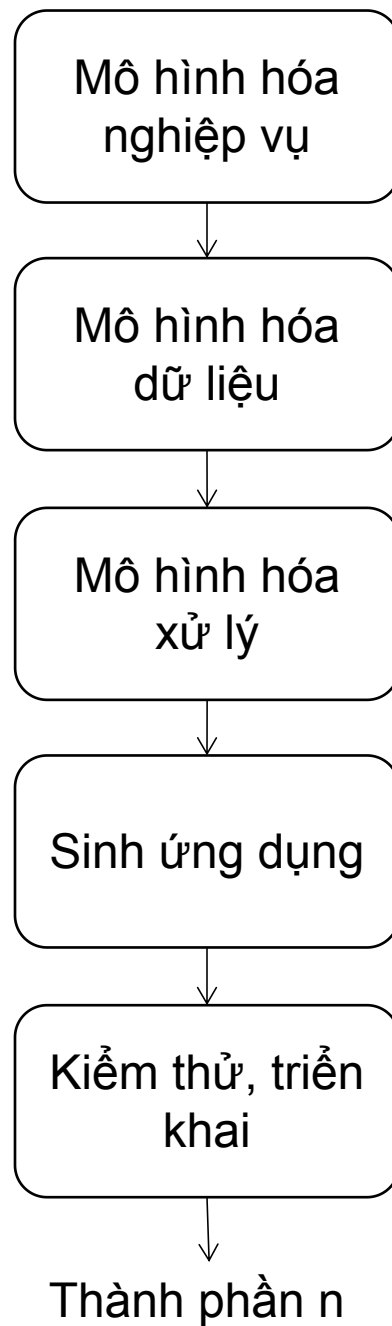 Mô hình hóa
nghiệp vụ
Mô hình hóa
dữ liệu
Mô hình hóa
xử lý
Sinh ứng dụng
Kiểm thử, triển
khai
Thành phần n